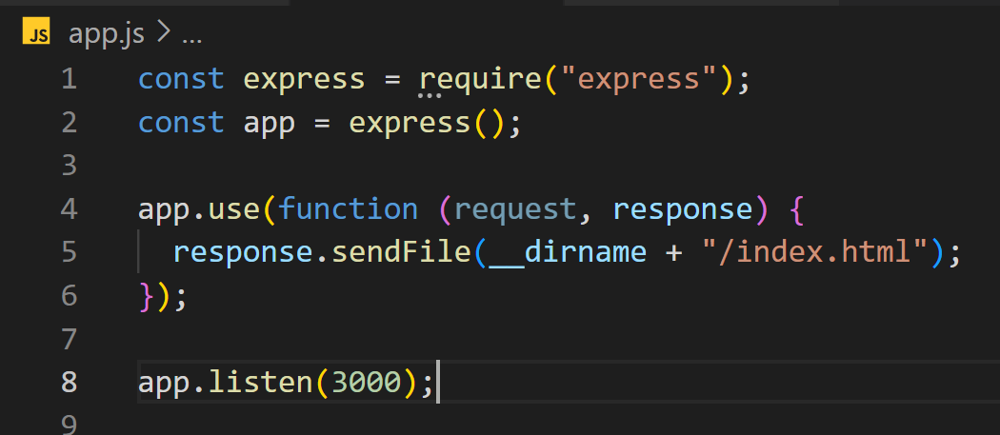 JS app.js > ...
1 const express = require("express");
2 const app = express();
3
4 app.use(function (request, response) {
5   response.sendFile(__dirname + "/index.html");
6 });
7
8 app.listen(3000);
9